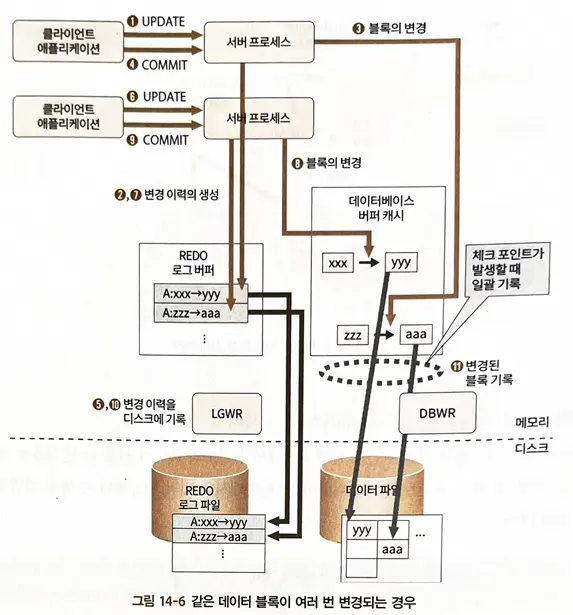 ❶ UPDATE
클라이언트
애플리케이션
서버 프로세스
❸ 블록의 변경
❹ COMMIT
❻ UPDATE
클라이언트
애플리케이션
서버 프로세스
❾ COMMIT
❽ 블록의 변경
❷,❼ 변경 이력의 생성
데이터베이스
버퍼 캐시
REDO
로그 버퍼
xxx
yyy
체크 포인트가
발생할 때
일괄 기록
A:xxx→yyy
A:zzz→aaa
⋮
zzz
aaa
⓫ 변경된
블록 기록
❺,❿ 변경 이력을
디스크에 기록
LGWR
DBWR
메모리
디스크
REDO
로그 파일
데이터 파일
A:xxx→yyy
A:zzz→aaa
⋮
yyy
...
aaa
그림 14-6 같은 데이터 블록이 여러 번 변경되는 경우